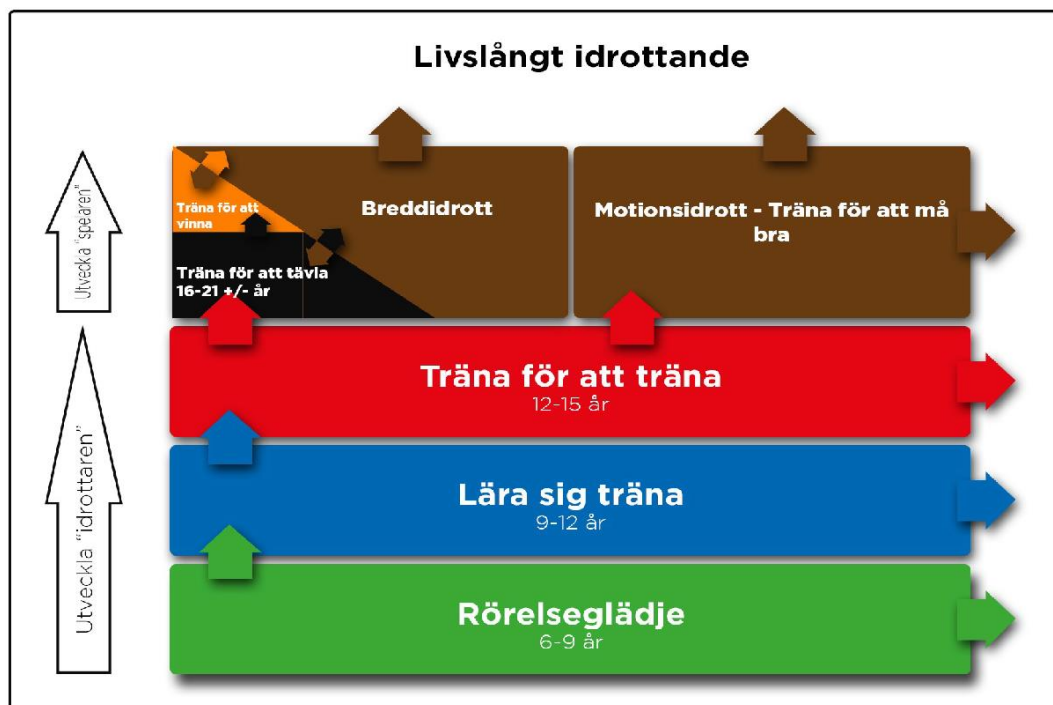 Livslångt idrottande
Utveckla "spelaren"
Träna för att
vinna
Breddidrott
Motionsidrott - Träna för att må
bra
Träna för att tävla
16-21 +/- år
Utveckla "idrottaren"
Träna för att träna
12-15 år
Lära sig träna
9-12 år
Rörelseglädje
6-9 år